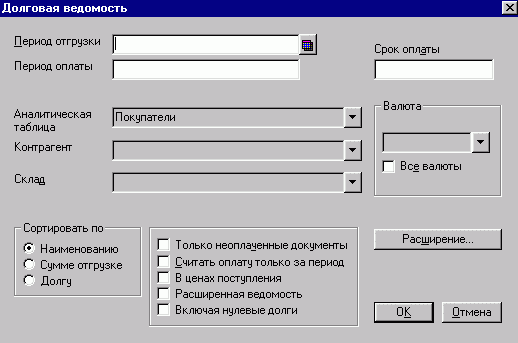 Долговая ведомость
Период отгрузки
Срок оплаты
Период оплаты
Аналитическая
таблица
Покупатели
Валюта
Контрагент
Все валюты
Склад
Сортировать по
Наименованию
Сумме отгрузке
Долгу
Только неоплаченные документы
Считать оплату только за период
В ценах поступления
Расширенная ведомость
Включая нулевые долги
Расширение...
OK
Отмена